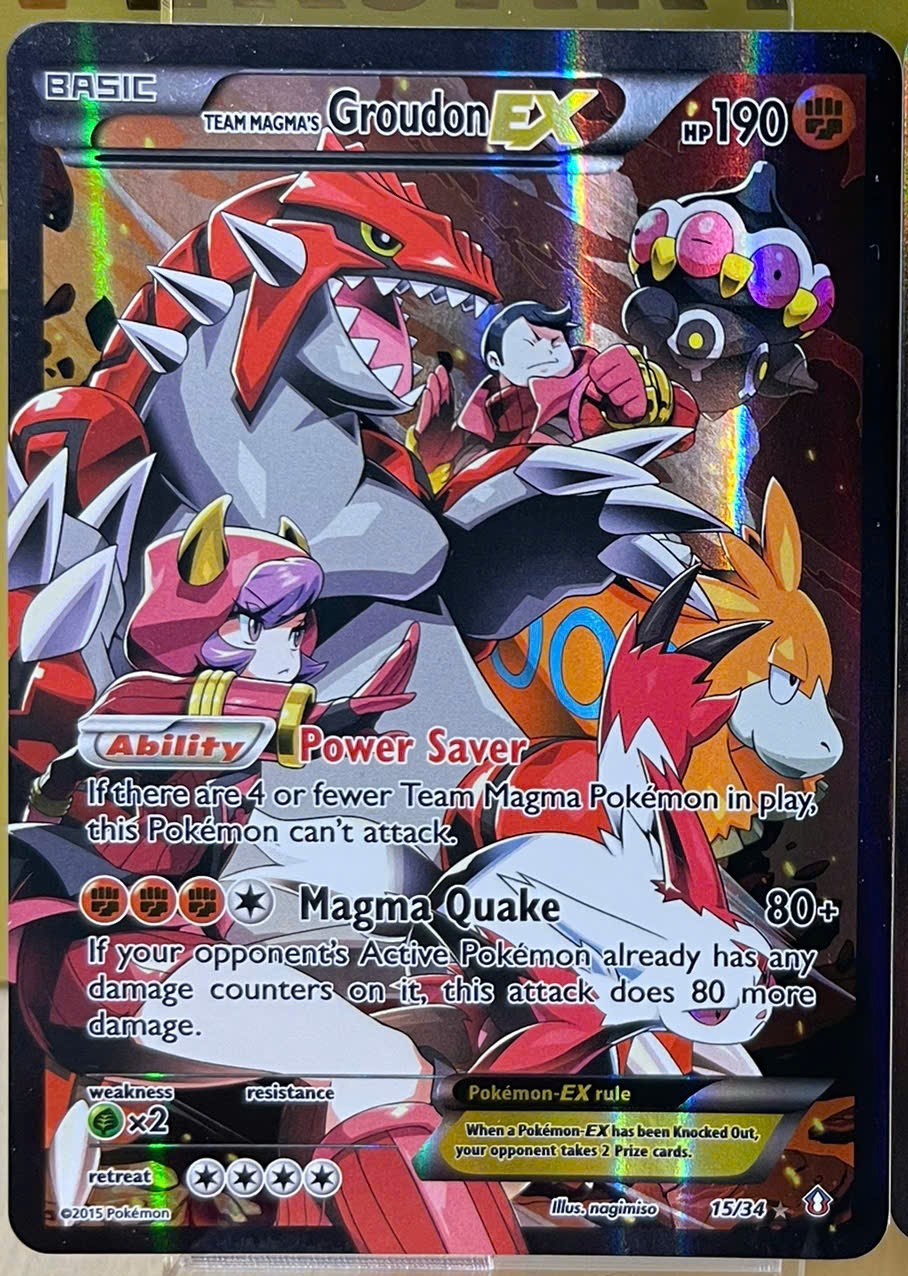 BASIC
TEAM MAGMA'S Groudon EX HP 190
Ability Power Saver
If there are 4 or fewer Team Magma Pokémon in play,
this Pokémon can't attack.
Magma Quake 80+
If your opponent's Active Pokémon already has any
damage counters on it, this attack does 80 more
damage.
weakness resistance
×2
Pokémon-EX rule
When a Pokémon-EX has been Knocked Out,
your opponent takes 2 Prize cards.
retreat
©2015 Pokémon
Illus. nagimiso 15/34 ★